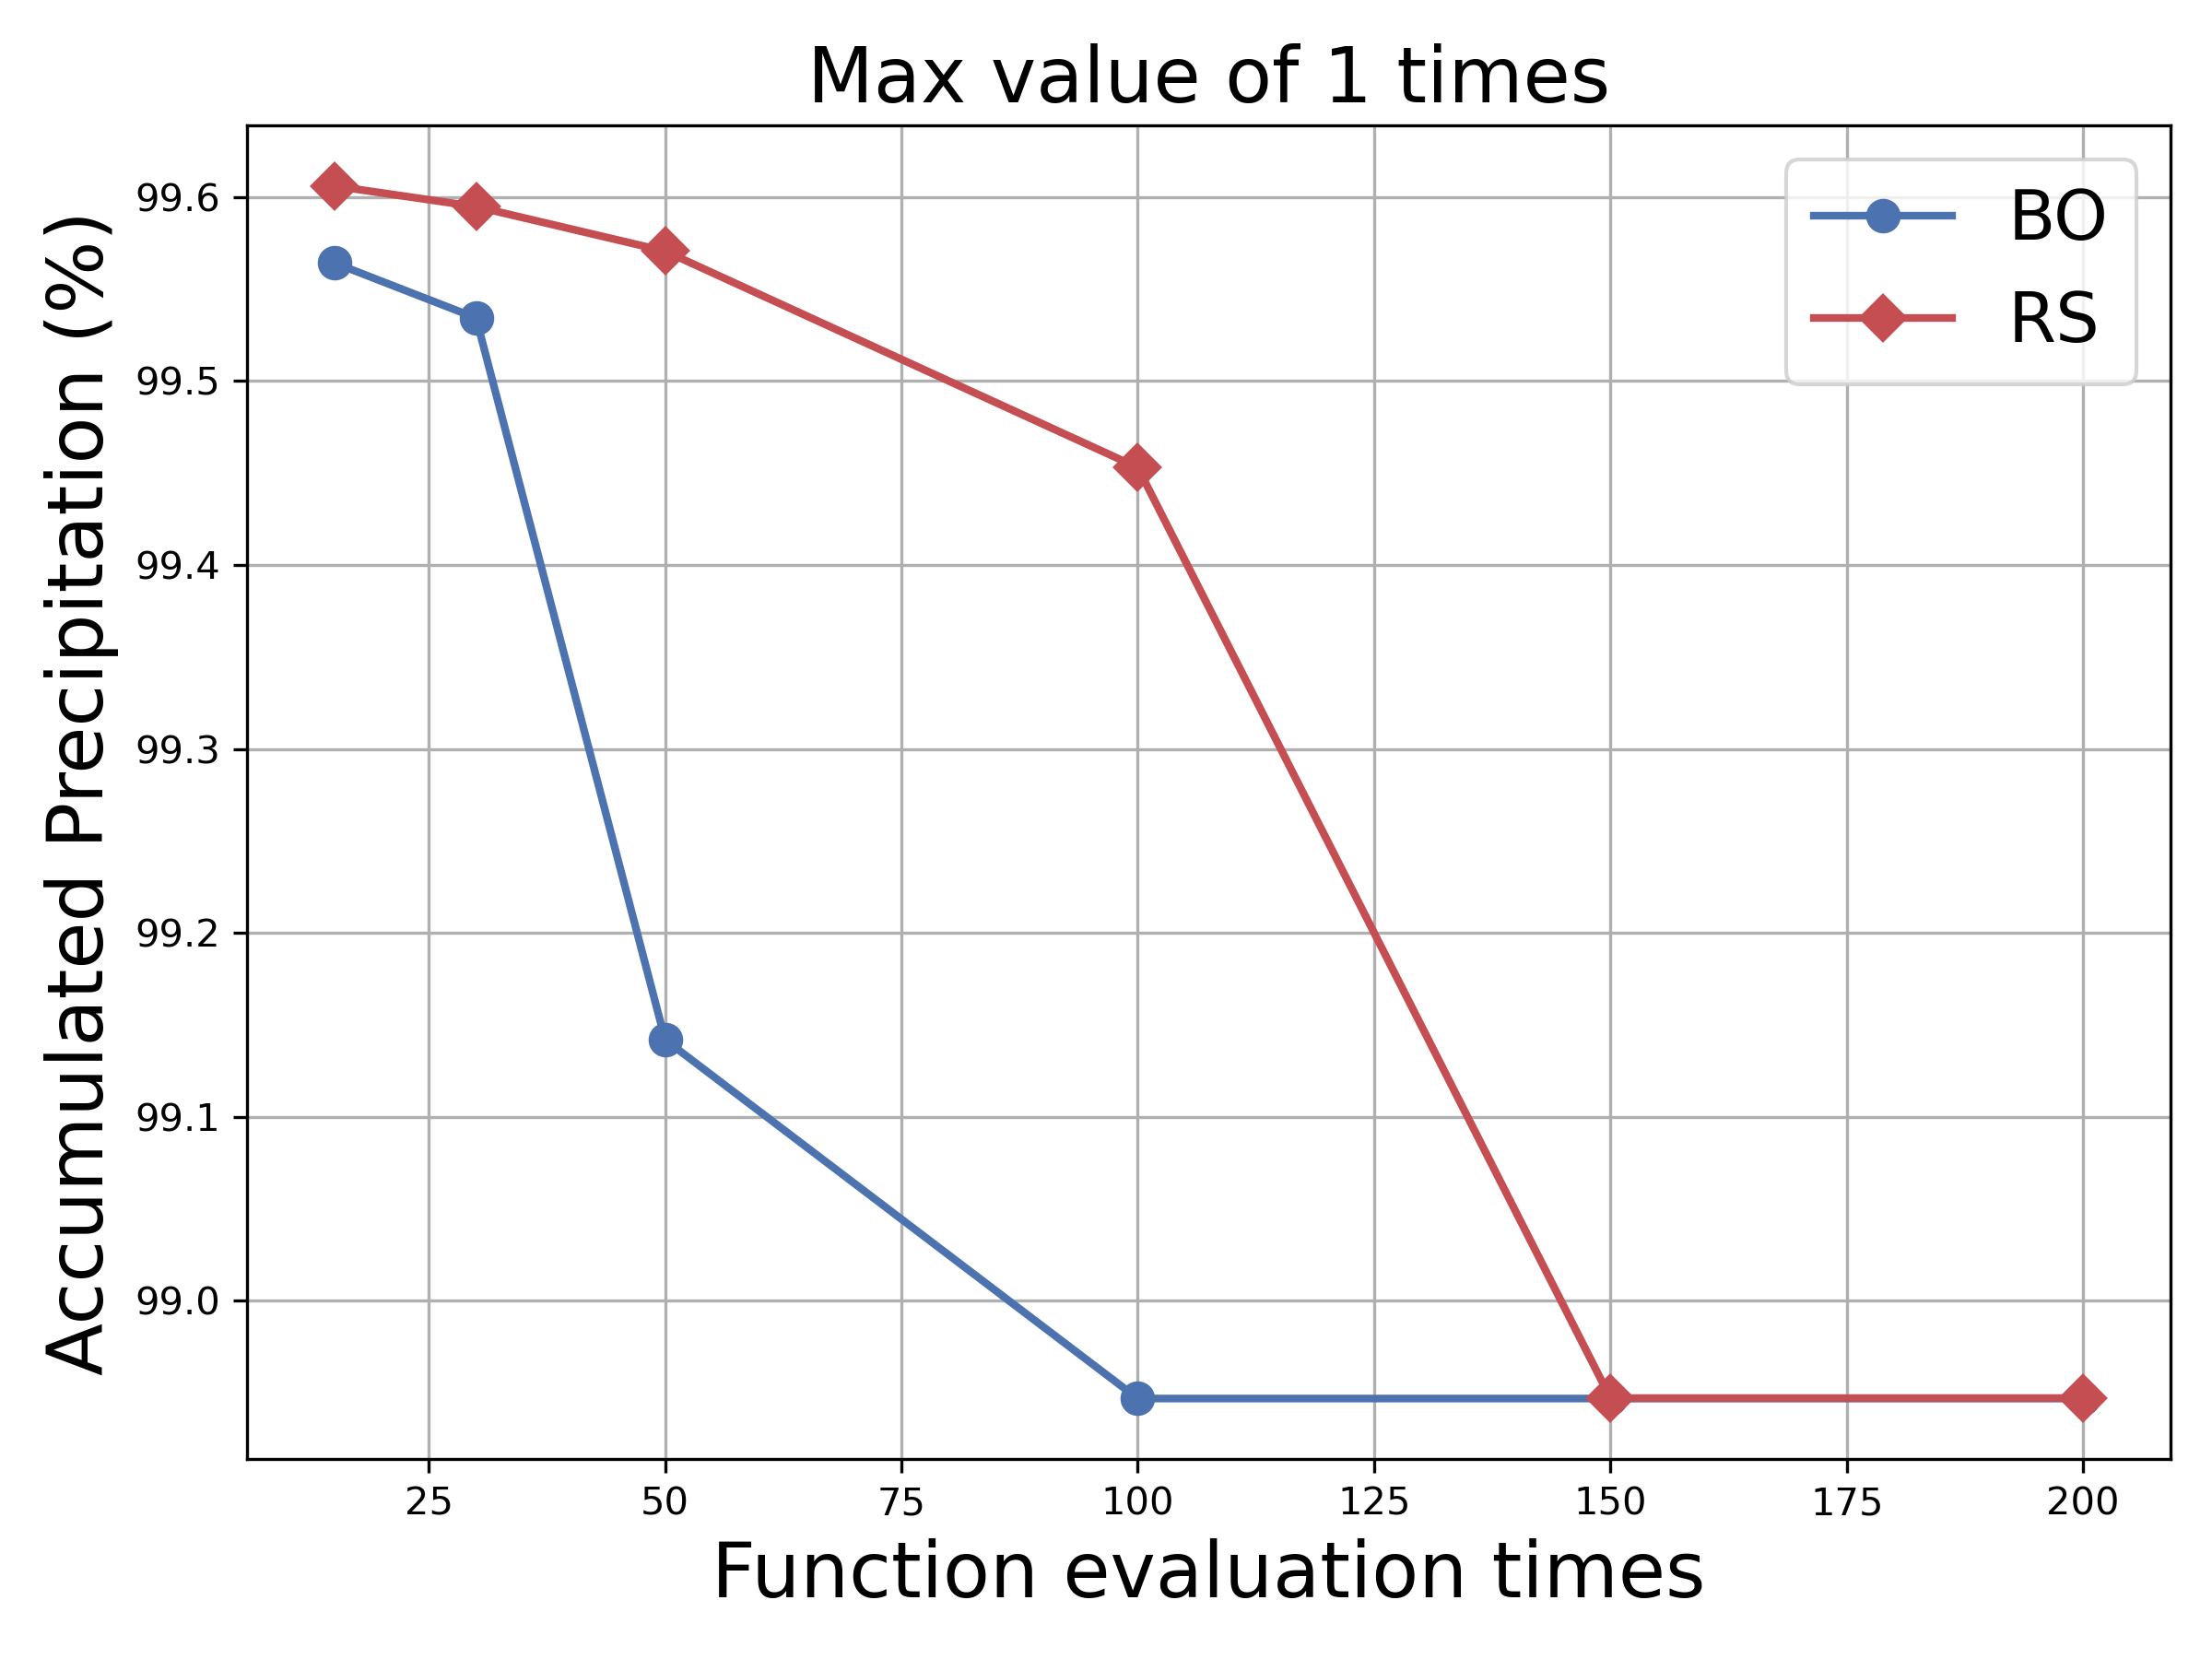 Max value of 1 times
BO
RS
Accumulated Precipitation (%)
99.6
99.5
99.4
99.3
99.2
99.1
99.0
25 50 75 100 125 150 175 200
Function evaluation times